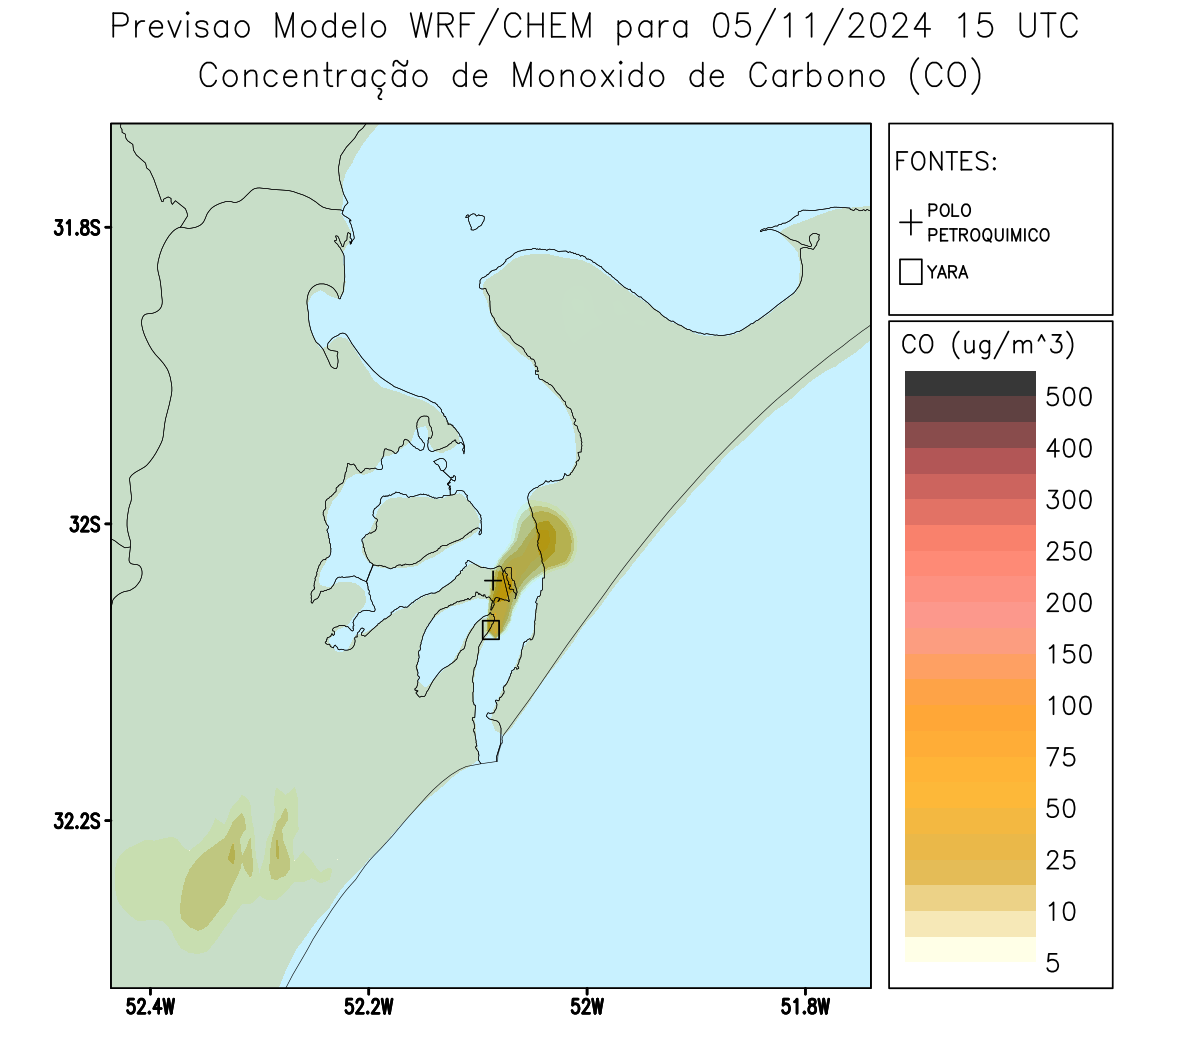 Previsao Modelo WRF/CHEM para 05/11/2024 15 UTC
Concentração de Monoxido de Carbono (CO)
FONTES:
POLO
PETROQUIMICO
YARA
31.8S
32S
32.2S
52.4W
52.2W
52W
51.8W
CO (ug/m^3)
500
400
300
250
200
150
100
75
50
25
10
5